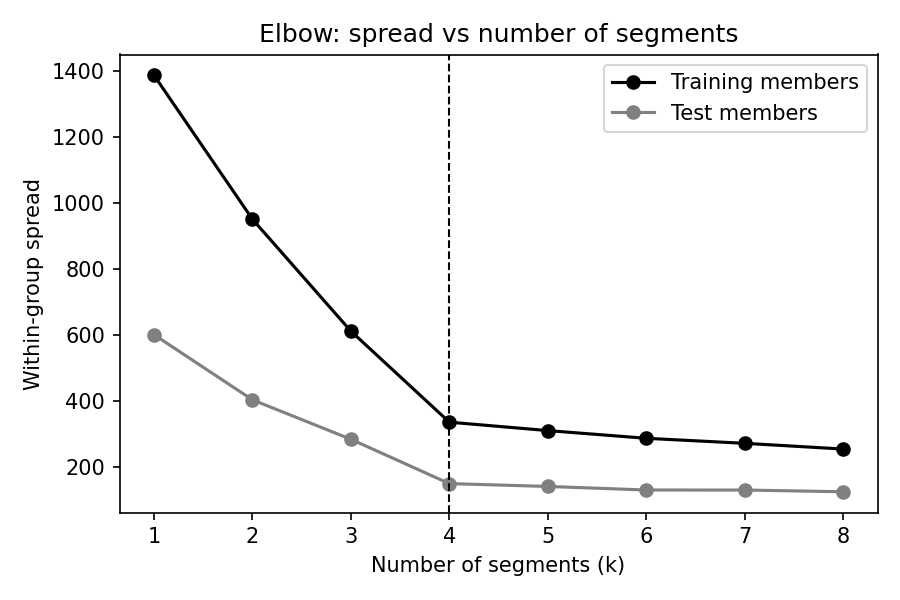 Elbow: spread vs number of segments
Training members
Test members
Within-group spread
1400
1200
1000
800
600
400
200
1 2 3 4 5 6 7 8
Number of segments (k)